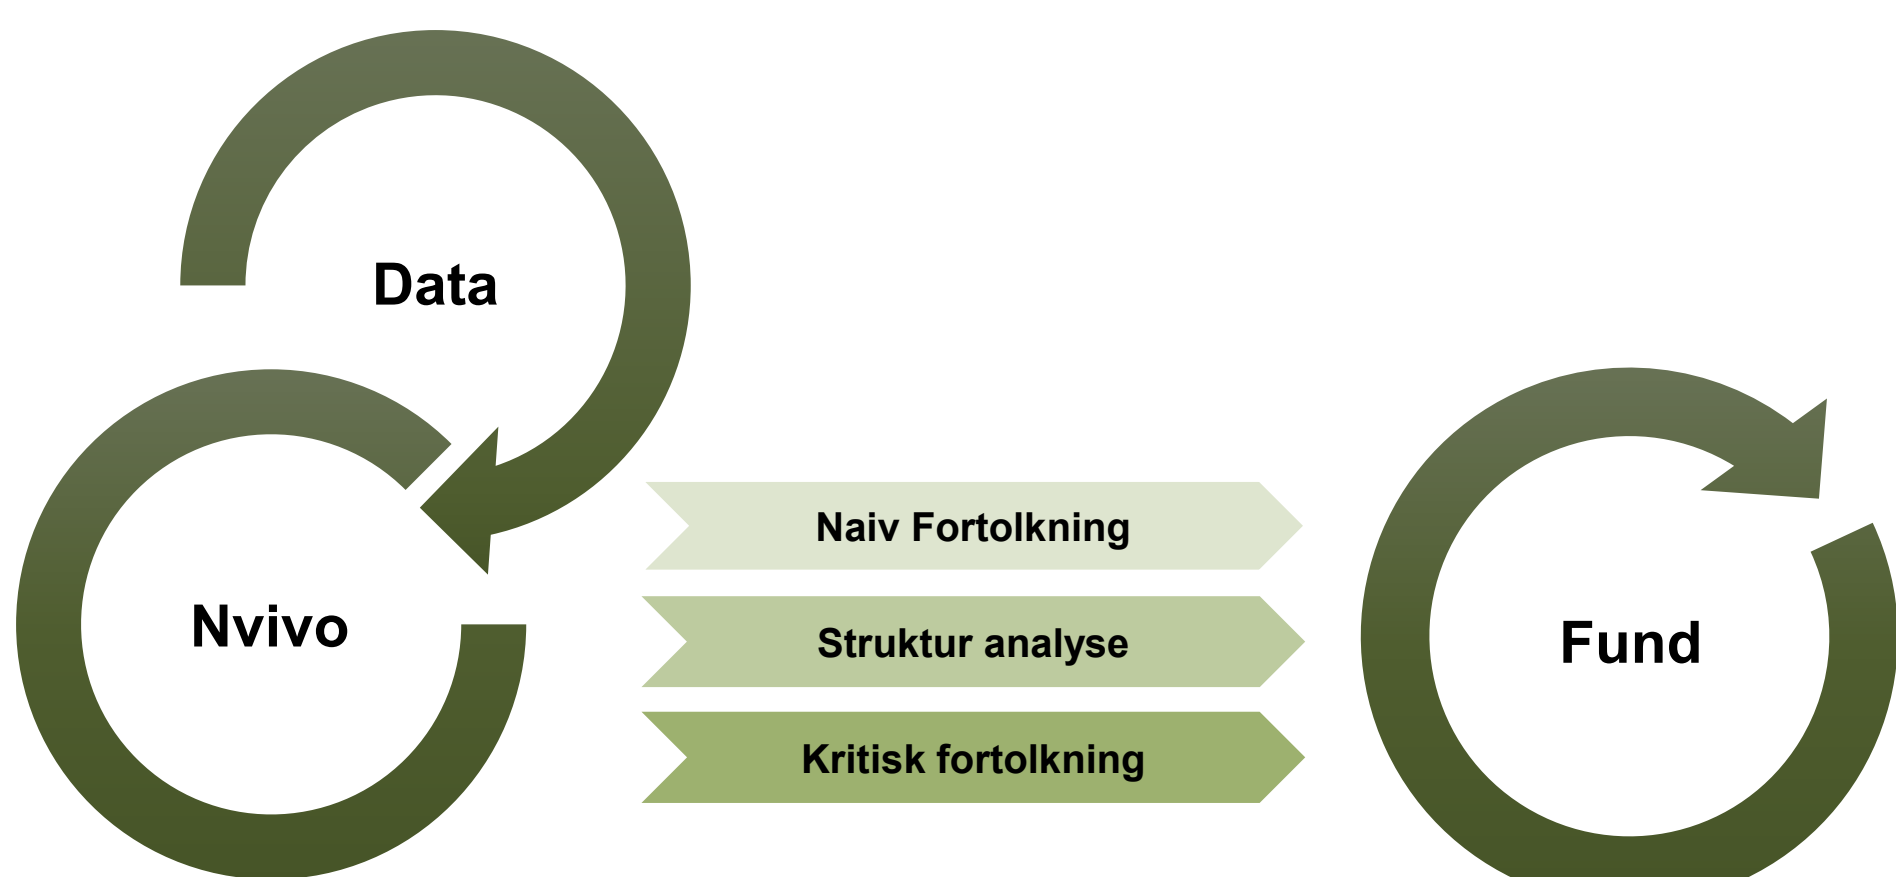 Data
Nvivo
Naiv Fortolkning
Struktur analyse
Kritisk fortolkning
Fund